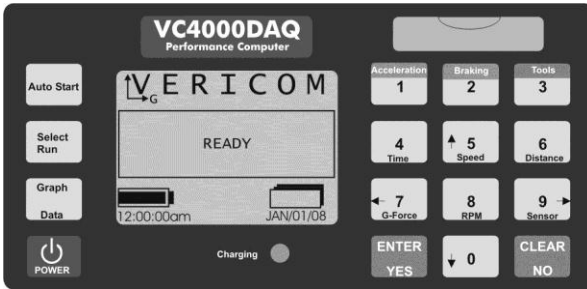 VC4000DAQ
Performance Computer
Auto Start
Select
Run
Graph
Data
POWER
VERICOM
G
READY
12:00:00am
JAN/01/08
Charging
Acceleration
1
Braking
2
Tools
3
4
Time
5
Speed
6
Distance
7
G-Force
8
RPM
9
Sensor
ENTER
YES
0
CLEAR
NO